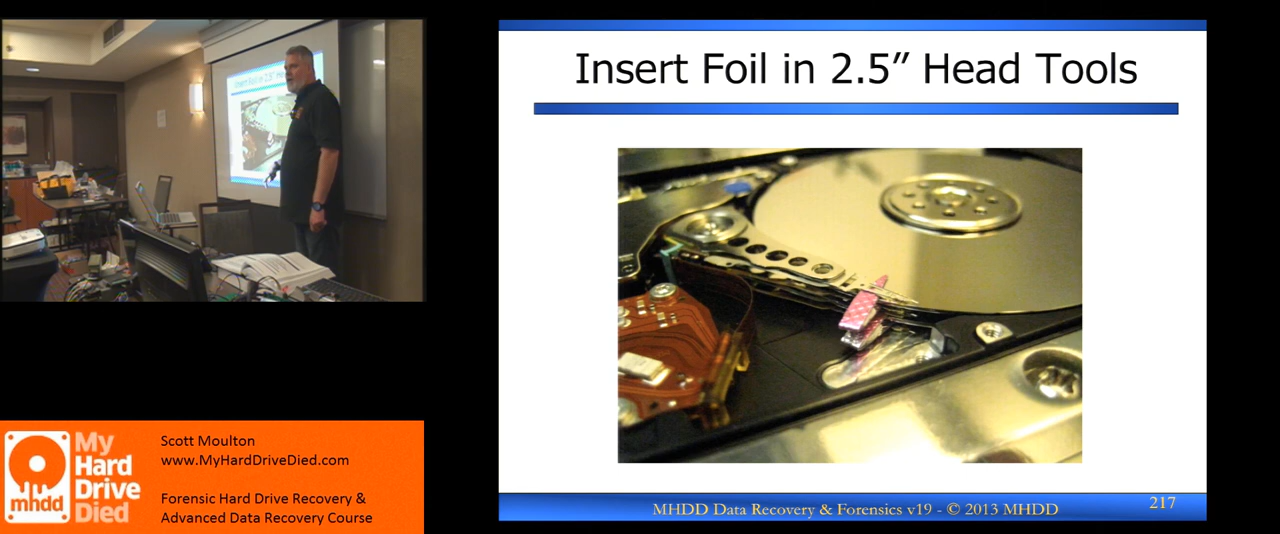 Insert Foil in 2.5” Head Tools
MHDD Data Recovery & Forensics v19 - © 2013 MHDD
217
My
Hard
Drive
Died
mhdd
Scott Moulton
www.MyHardDriveDied.com
Forensic Hard Drive Recovery &
Advanced Data Recovery Course